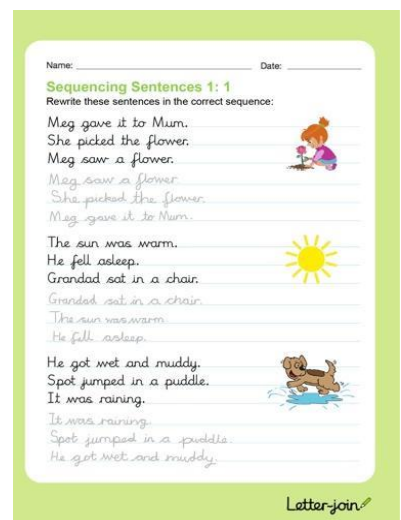 Name: Date:
Sequencing Sentences 1: 1
Rewrite these sentences in the correct sequence:
Meg gave it to Mum.
She picked the flower.
Meg saw a flower.
Meg saw a flower.
She picked the flower.
Meg gave it to Mum.
The sun was warm.
He fell asleep.
Grandad sat in a chair.
Grandad sat in a chair.
The sun was warm
He fell asleep.
He got wet and muddy.
Spot jumped in a puddle.
It was raining.
It was raining.
Spot jumped in a puddle.
He got wet and muddy.
Letter-join